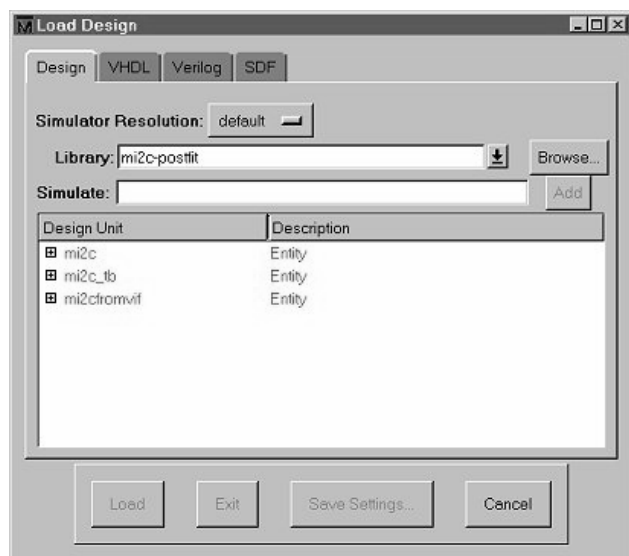 Load Design
Design VHDL Verilog SDF
Simulator Resolution: default
Library: mi2c-postfit Browse...
Simulate: Add
Design Unit Description
mi2c Entity
mi2c_tb Entity
mi2cfromvif Entity
Load Exit Save Settings... Cancel